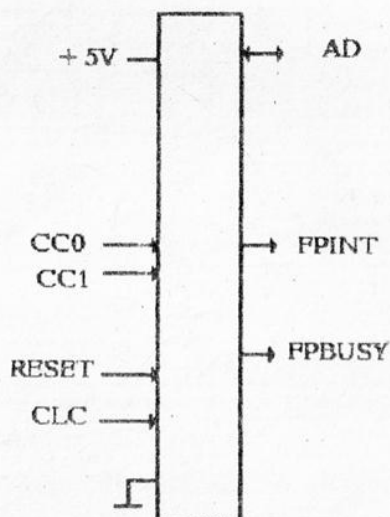 + 5V
AD
CC0
FPINT
CC1
FPBUSY
RESET
CLC